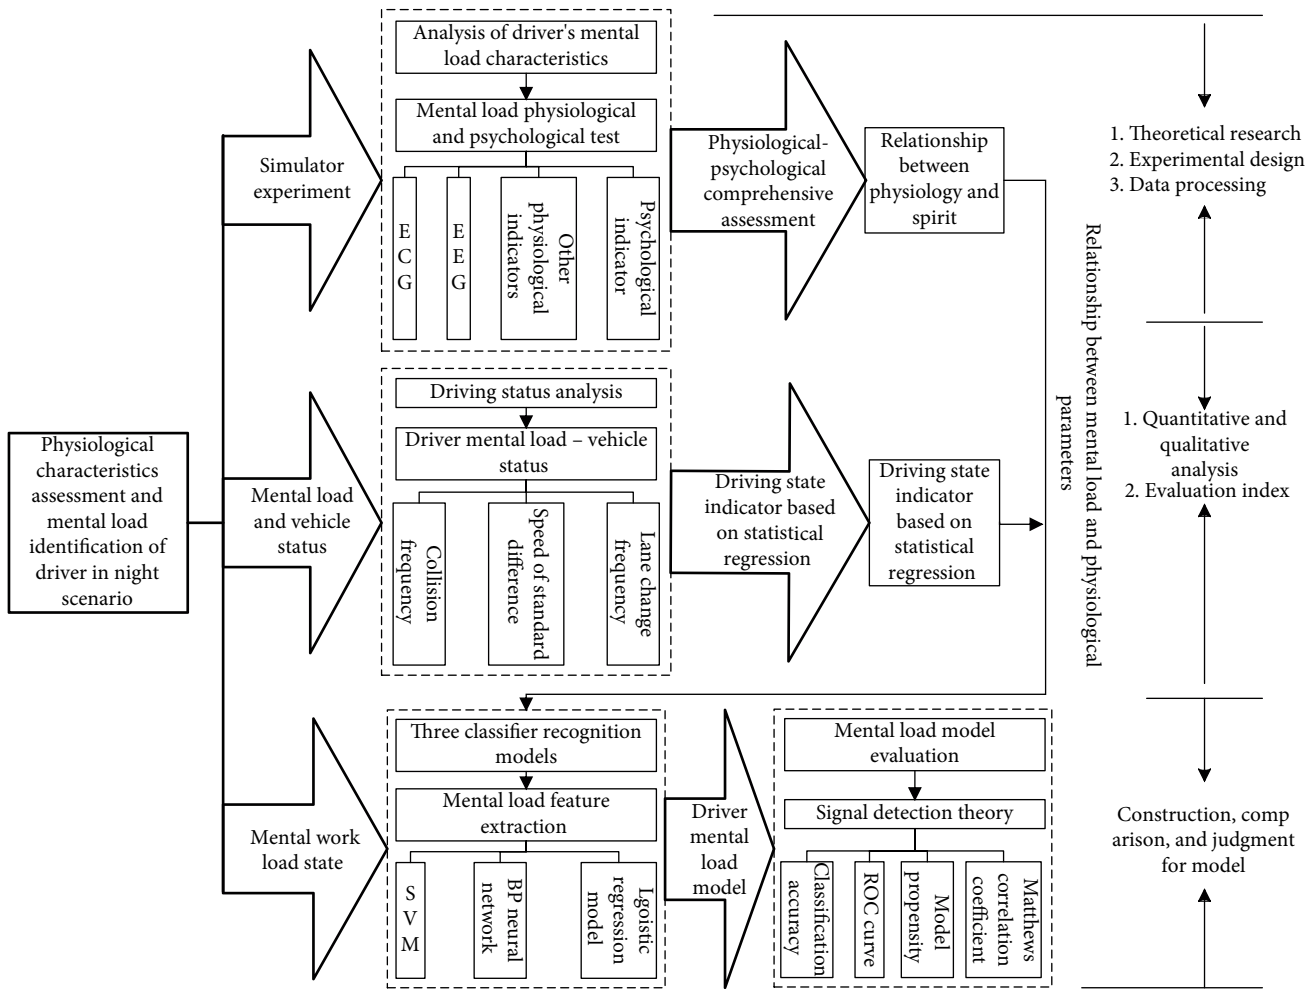 Physiological
characteristics
assessment and
mental load
identification of
driver in night
scenario
Simulator
experiment
Analysis of driver's mental
load characteristics
Mental load physiological
and psychological test
E
C
G
E
E
G
Other
physiological
indicators
Psychological
indicator
Physiological-
psychological
comprehensive
assessment
Relationship
between
physiology and
spirit
Mental load
and vehicle
status
Driving status analysis
Driver mental load – vehicle
status
Collision
frequency
Speed of standard
difference
Lane change
frequency
Driving state
indicator based
on statistical
regression
Driving state
indicator
based on
statistical
regression
Relationship between mental load and physiological
parameters
Mental work
load state
Three classifier recognition
models
Mental load feature
extraction
S
V
M
BP neural
network
Lgoistic
regression
model
Driver
mental
load
model
Mental load model
evaluation
Signal detection theory
Classification
accuracy
ROC curve
Model
propensity
Matthews
correlation
coefficient
1. Theoretical research
2. Experimental design
3. Data processing
1. Quantitative and
qualitative
analysis
2. Evaluation index
Construction, comp
arison, and judgment
for model